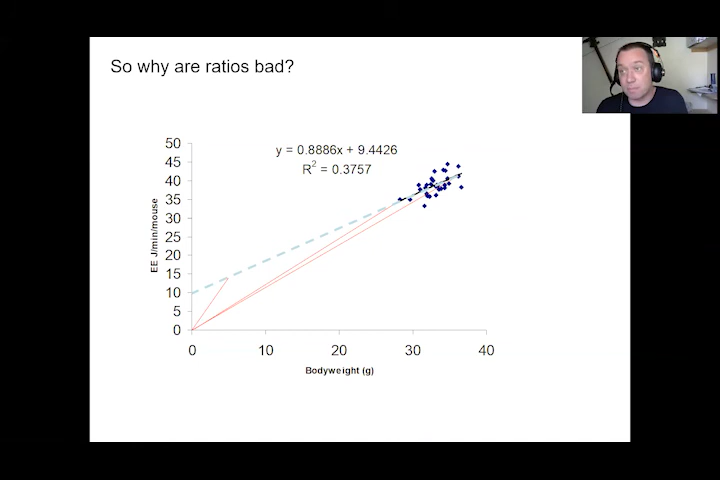 So why are ratios bad?
y = 0.8886x + 9.4426
R² = 0.3757
50
45
40
35
30
25
20
15
10
5
0
EE J/min/mouse
0 10 20 30 40
Bodyweight (g)